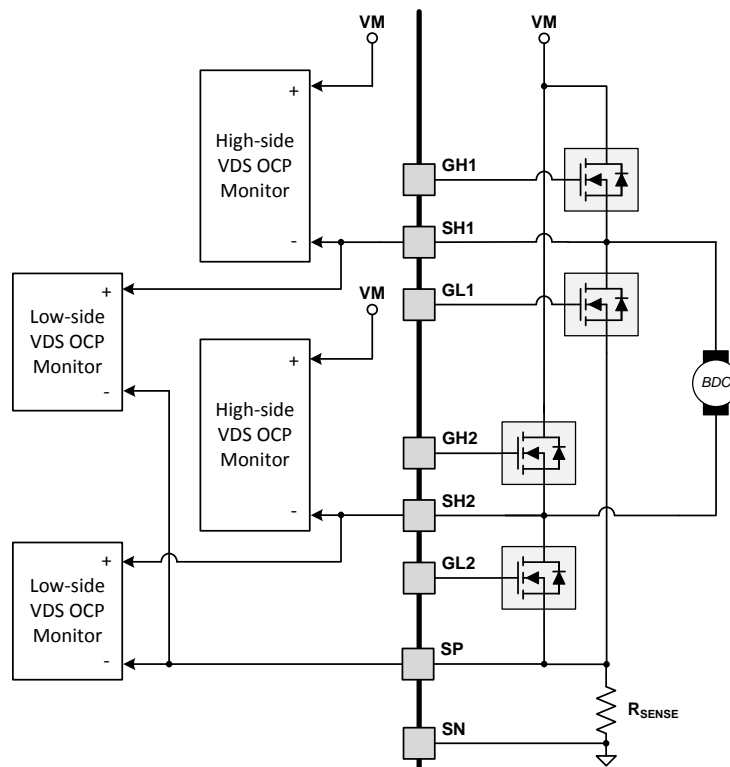 VM
VM
+
High-side
VDS OCP
Monitor
-
GH1
SH1
+
Low-side
VDS OCP
Monitor
-
GL1
VM
+
High-side
VDS OCP
Monitor
-
BDC
GH2
SH2
+
Low-side
VDS OCP
Monitor
-
GL2
SP
RSENSE
SN